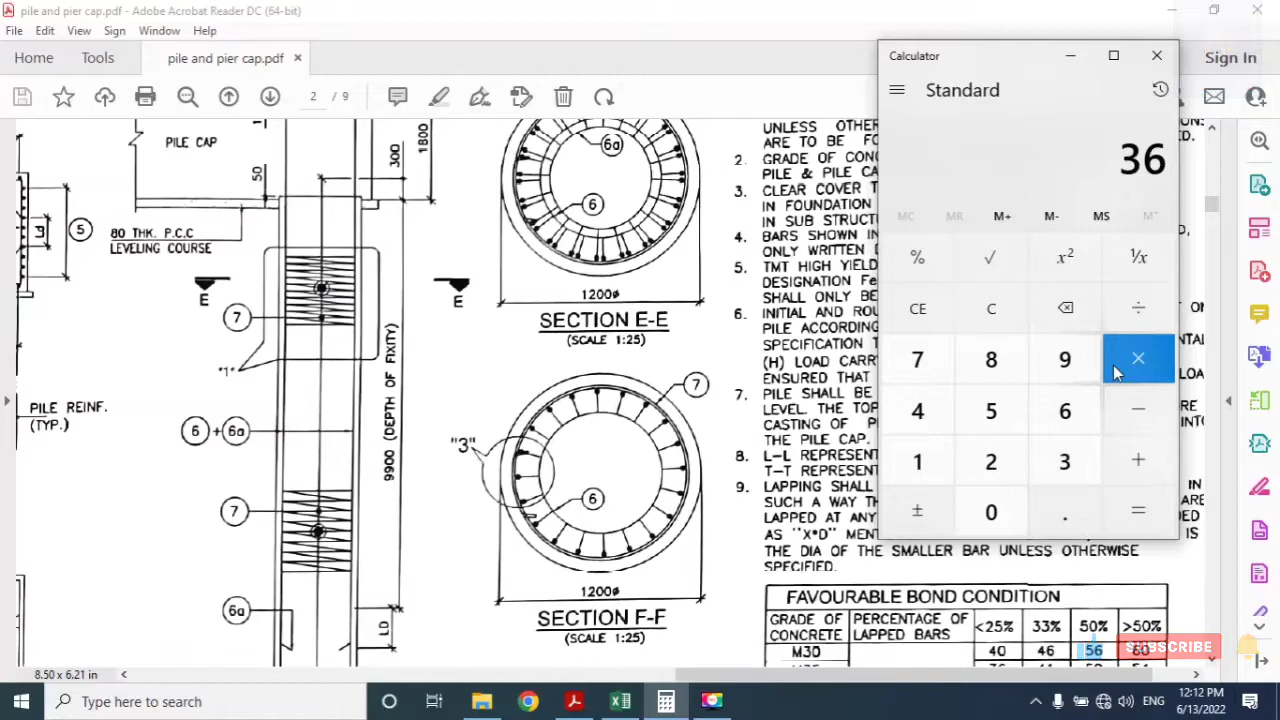 pile and pier cap.pdf - Adobe Acrobat Reader DC (64-bit)
File Edit View Sign Window Help
Home Tools pile and pier cap.pdf × Sign In
2 / 9
Calculator
Standard
36
MC MR M+ M- MS
% √ x² ¹/x
CE C ÷
7 8 9 ×
4 5 6 −
1 2 3 +
± 0 . =
PILE CAP
50
300
1800
Ld
5
80 THK. P.C.C
LEVELING COURSE
E
E
7
"1"
PILE REINF.
(TYP.)
6 + 6a
9900 (DEPTH OF FIXITY)
7
6a
LD
6a
6
1200ø
SECTION E-E
(SCALE 1:25)
7
"3"
6
1200ø
SECTION F-F
(SCALE 1:25)
UNLESS OTHER
ARE TO BE FO
2. GRADE OF CONC
PILE & PILE CA
3. CLEAR COVER T
IN FOUNDATION
IN SUB STRUCT
4. BARS SHOWN IN
ONLY WRITTEN D
5. TMT HIGH YIELD
DESIGNATION Fe
SHALL ONLY BE
6. INITIAL AND ROU
PILE ACCORDING
SPECIFICATION T
(H) LOAD CARRY
ENSURED THAT
7. PILE SHALL BE
LEVEL. THE TOP
CASTING OF P
THE PILE CAP.
8. L-L REPRESENT
T-T REPRESENT
9. LAPPING SHALL
SUCH A WAY TH
LAPPED AT ANY
AS "X*D" MEN
THE DIA OF THE SMALLER BAR UNLESS OTHERWISE
SPECIFIED.
FAVOURABLE BOND CONDITION
GRADE OF CONCRETE PERCENTAGE OF LAPPED BARS <25% 33% 50% >50%
M30 40 46 56 60
SUBSCRIBE
8.50 x 6.21 in
Type here to search
ENG
12:12 PM
6/13/2022